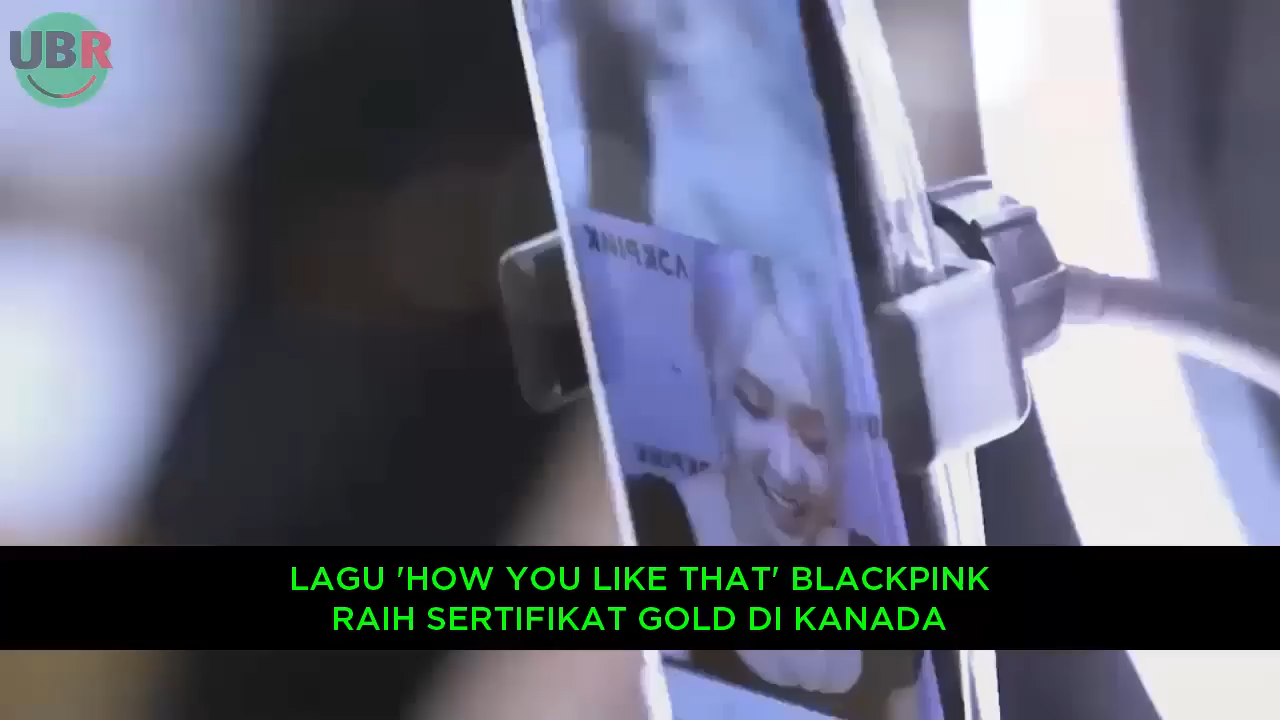 UBR
LAGU 'HOW YOU LIKE THAT' BLACKPINK
RAIH SERTIFIKAT GOLD DI KANADA